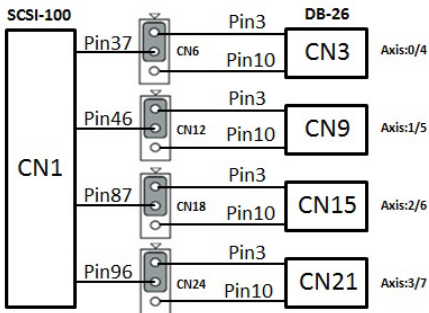 SCSI-100
DB-26
Pin37
CN6
Pin3
Pin10
CN3
Axis:0/4
Pin46
CN12
Pin3
Pin10
CN9
Axis:1/5
CN1
Pin87
CN18
Pin3
Pin10
CN15
Axis:2/6
Pin96
CN24
Pin3
Pin10
CN21
Axis:3/7